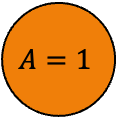 A = 1